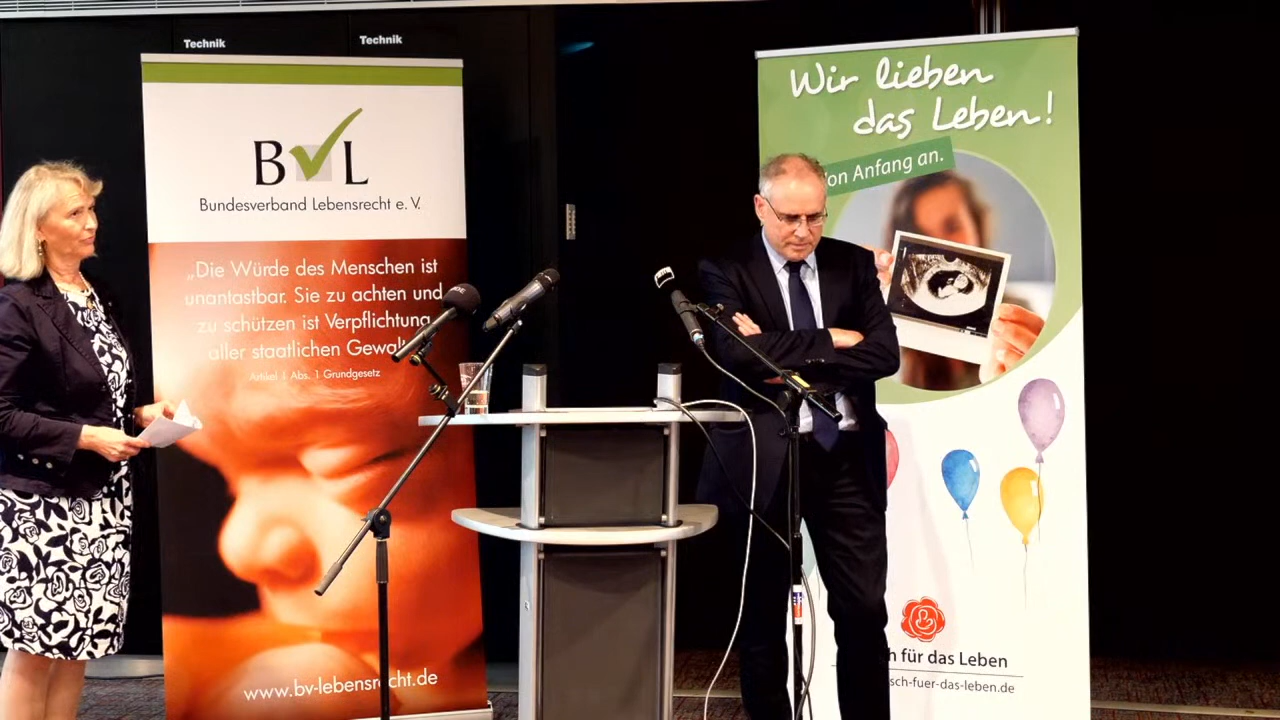 Technik
Technik
BVL
Bundesverband Lebensrecht e. V.
„Die Würde des Menschen ist
unantastbar. Sie zu achten und
zu schützen ist Verpflichtung
aller staatlichen Gewal
Artikel 1 Abs. 1 Grundgesetz
www.bv-lebensrecht.de
Wir lieben
das Leben!
on Anfang an.
h für das Leben
sch-fuer-das-leben.de